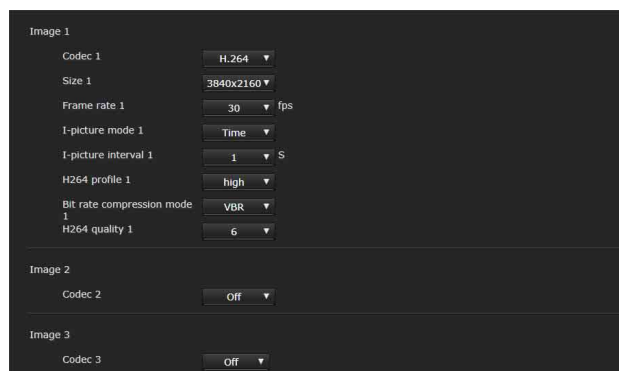 Image 1
Codec 1 H.264
Size 1 3840x2160
Frame rate 1 30 fps
I-picture mode 1 Time
I-picture interval 1 1 S
H264 profile 1 high
Bit rate compression mode 1 VBR
H264 quality 1 6
Image 2
Codec 2 Off
Image 3
Codec 3 Off